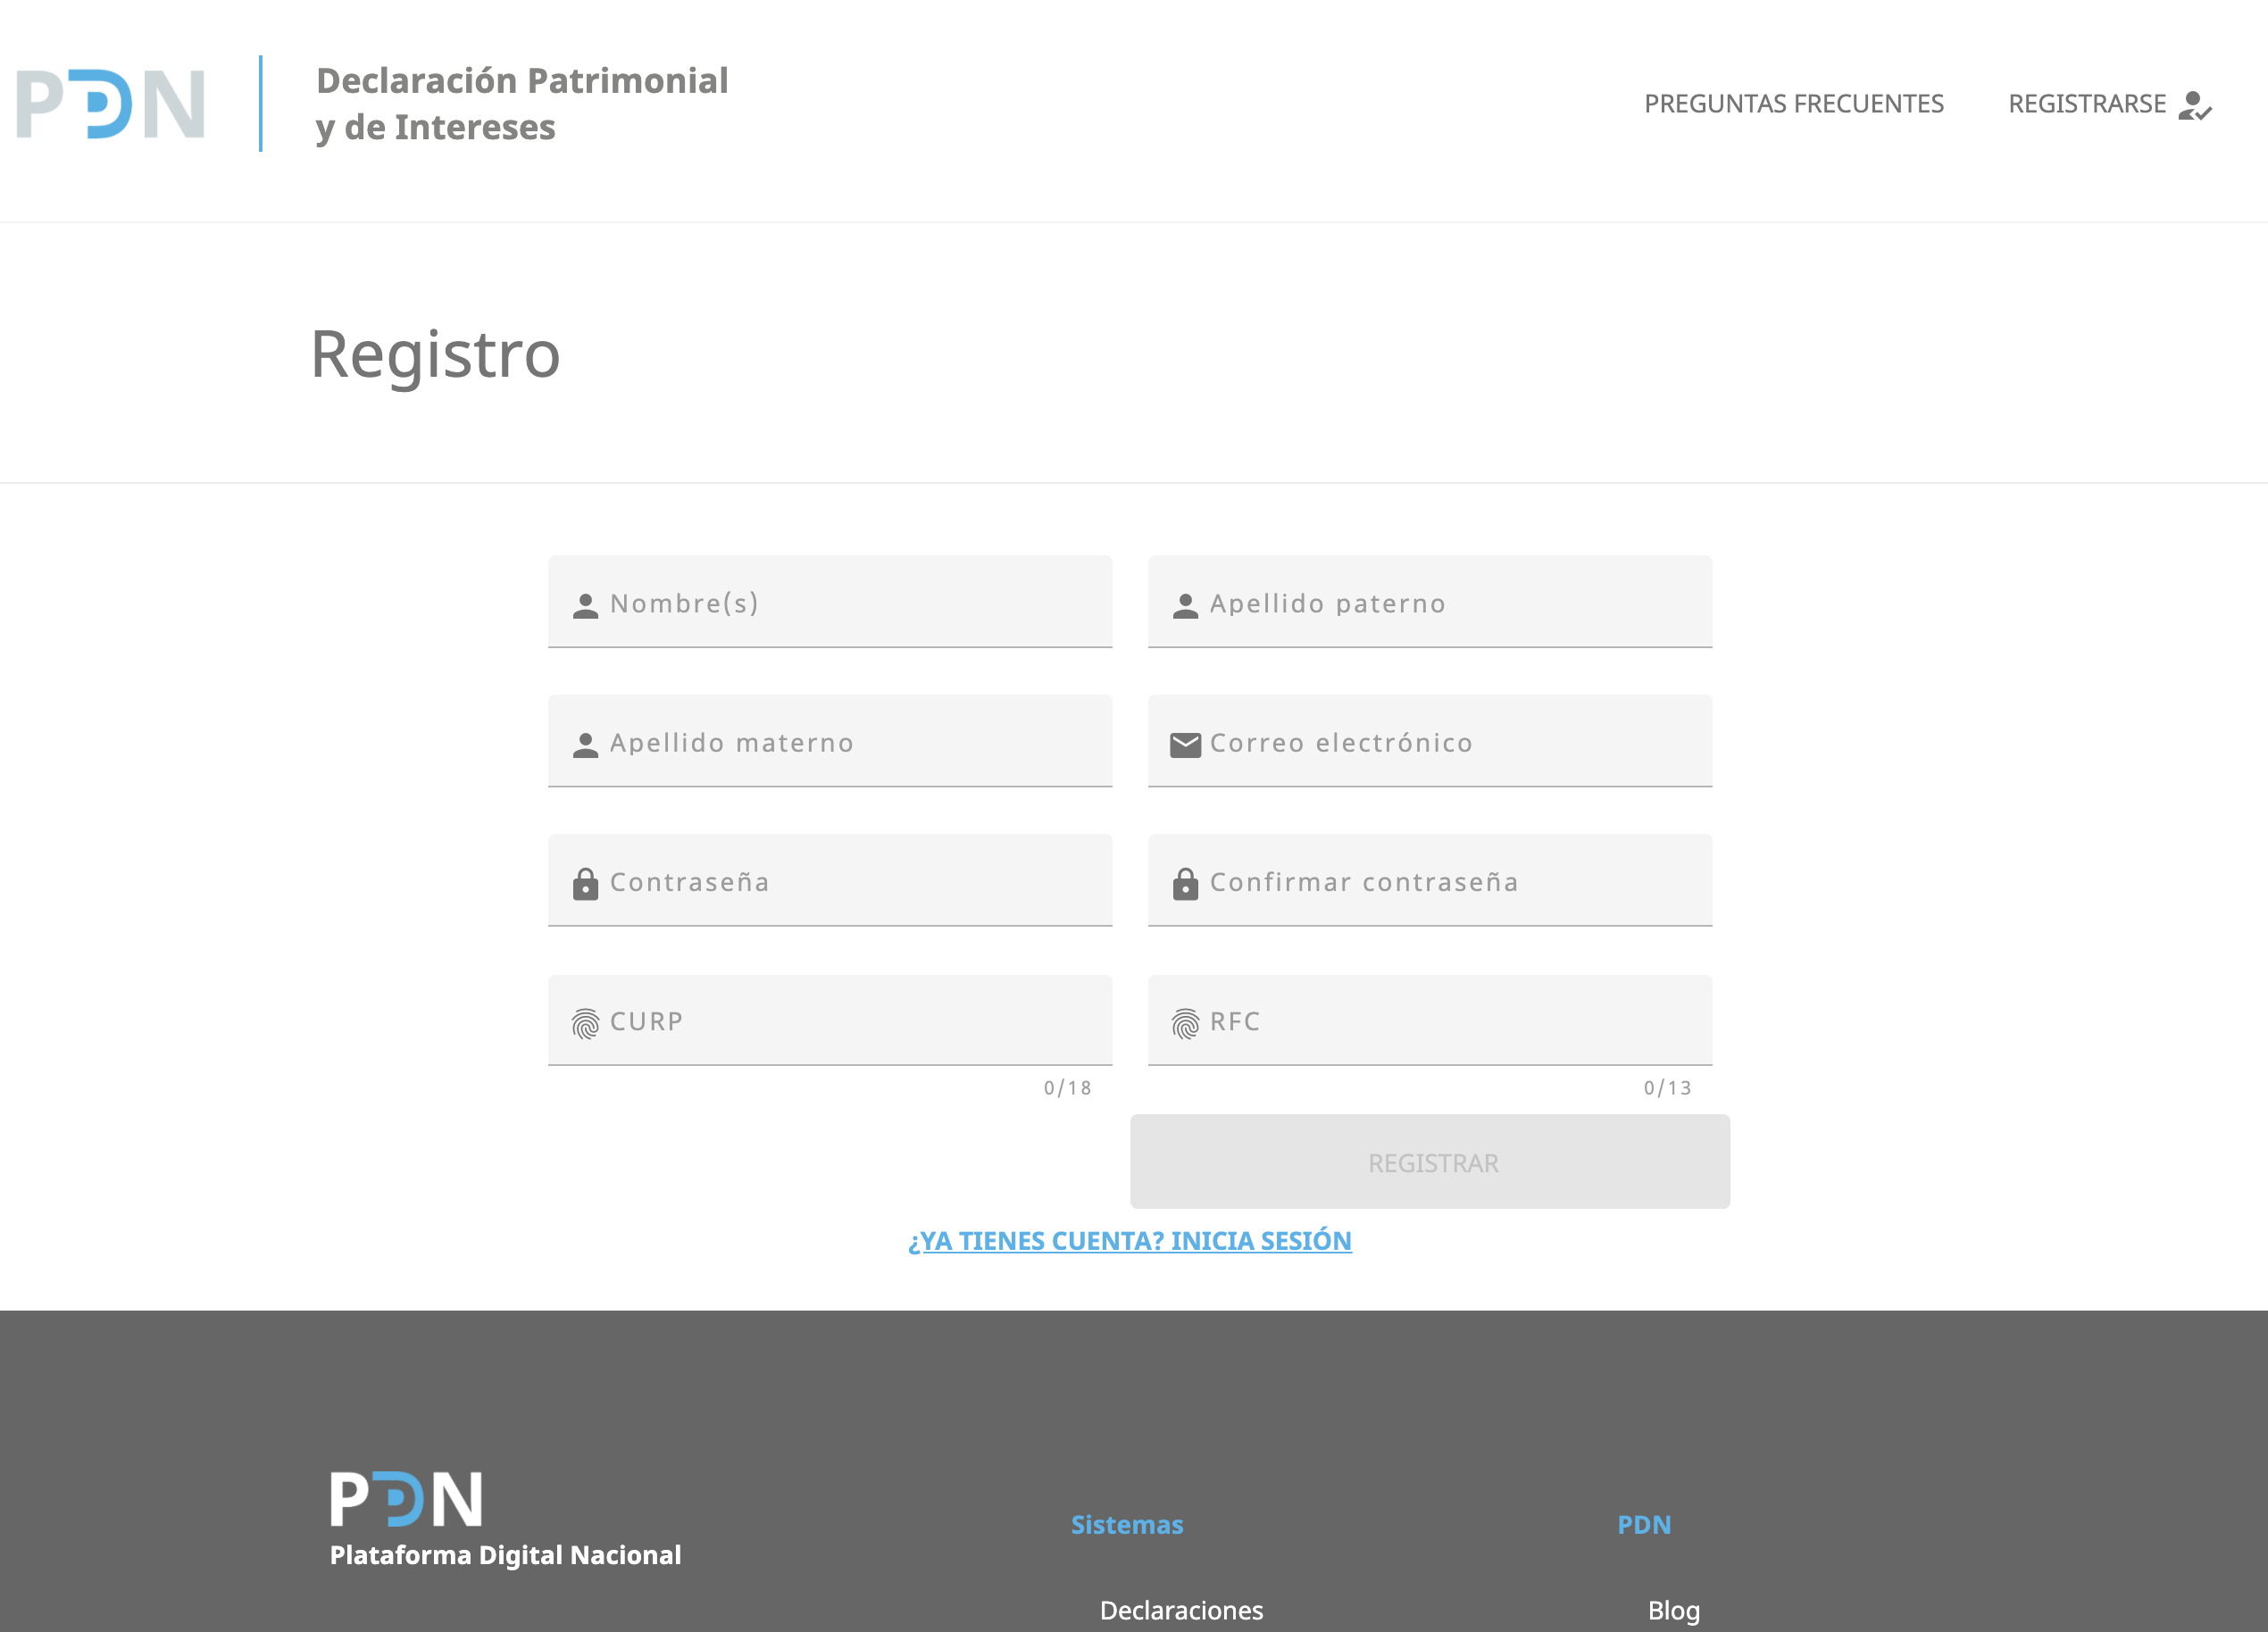 PDN
Declaración Patrimonial
y de Intereses
PREGUNTAS FRECUENTES
REGISTRARSE
Registro
Nombre(s)
Apellido paterno
Apellido materno
Correo electrónico
Contraseña
Confirmar contraseña
CURP
RFC
0/18
0/13
REGISTRAR
¿YA TIENES CUENTA? INICIA SESIÓN
PDN
Plataforma Digital Nacional
Sistemas
PDN
Declaraciones
Blog